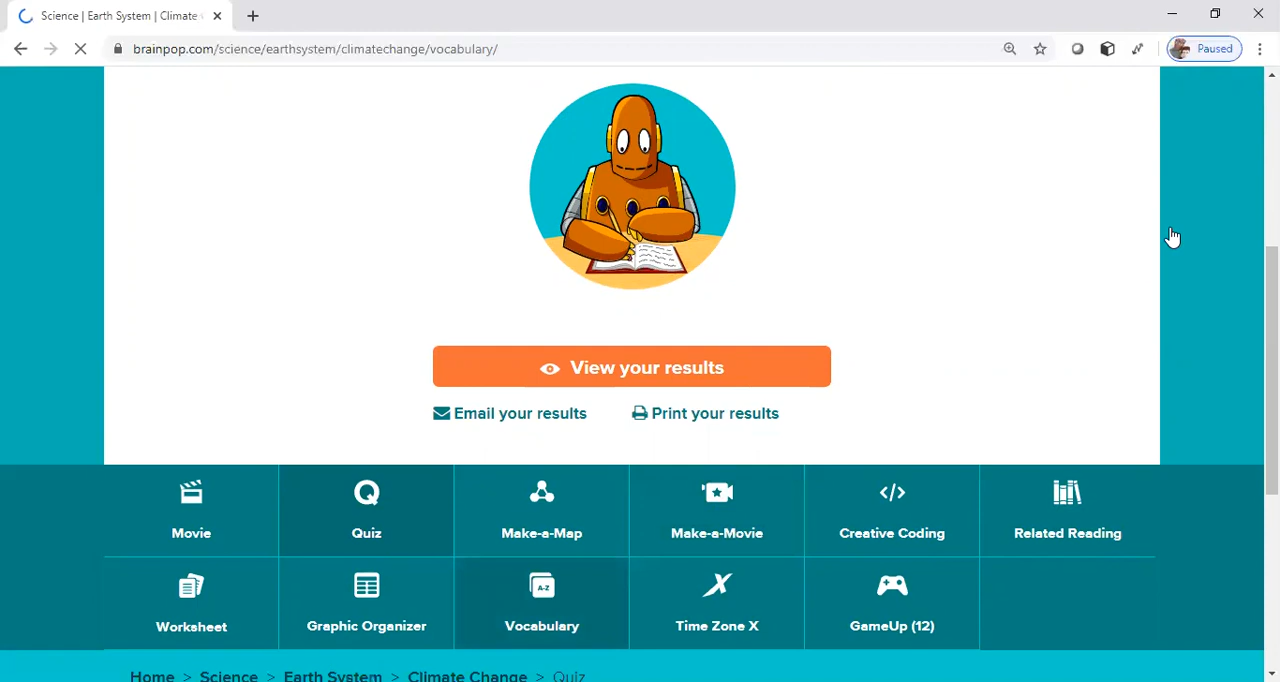 Science | Earth System | Climate
Paused
brainpop.com/science/earthsystem/climatechange/vocabulary/
View your results
Email your results
Print your results
Movie
Quiz
Make-a-Map
Make-a-Movie
Creative Coding
Related Reading
Worksheet
Graphic Organizer
A-Z
Vocabulary
Time Zone X
GameUp (12)
Home > Science > Earth System > Climate Change > Quiz